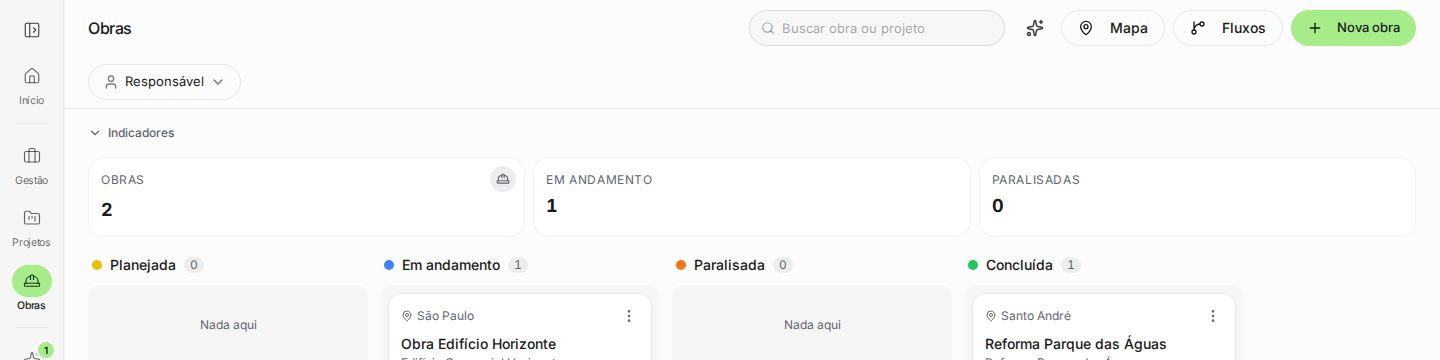 Obras
Buscar obra ou projeto
Mapa
Fluxos
Nova obra
Responsável
Início
Gestão
Projetos
Obras
1
Indicadores
OBRAS
2
EM ANDAMENTO
1
PARALISADAS
0
Planejada 0
Nada aqui
Em andamento 1
São Paulo
Obra Edifício Horizonte
Paralisada 0
Nada aqui
Concluída 1
Santo André
Reforma Parque das Águas